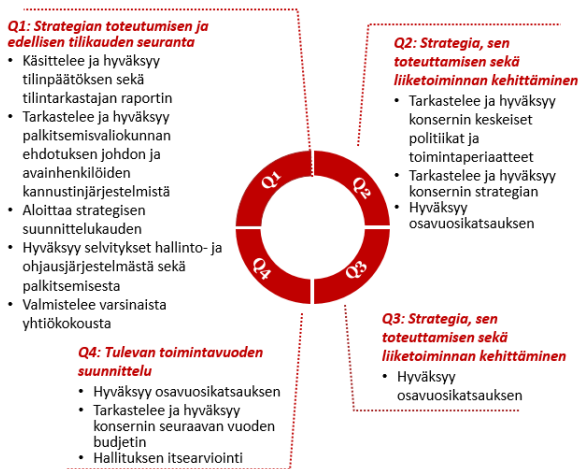 Q1: Strategian toteutumisen ja
edellisen tilikauden seuranta
• Käsittelee ja hyväksyy
tilinpäätöksen sekä
tilintarkastajan raportin
• Tarkastelee ja hyväksyy
palkitsemisvaliokunnan
ehdotuksen johdon ja
avainhenkilöiden
kannustinjärjestelmistä
• Aloittaa strategisen
suunnittelukauden
• Hyväksyy selvitykset hallinto- ja
ohjausjärjestelmästä sekä
palkitsemisesta
• Valmistelee varsinaista
yhtiökokousta
Q2: Strategia, sen
toteuttamisen sekä
liiketoiminnan kehittäminen
• Tarkastelee ja hyväksyy
konsernin keskeiset
politiikat ja
toimintaperiaatteet
• Tarkastelee ja hyväksyy
konsernin strategian
• Hyväksyy
osavuosikatsauksen
Q1
Q2
Q3
Q4
Q3: Strategia, sen
toteuttamisen sekä
liiketoiminnan kehittäminen
• Hyväksyy
osavuosikatsauksen
Q4: Tulevan toimintavuoden
suunnittelu
• Hyväksyy osavuosikatsauksen
• Tarkastelee ja hyväksyy
konsernin seuraavan vuoden
budjetin
• Hallituksen itsearviointi